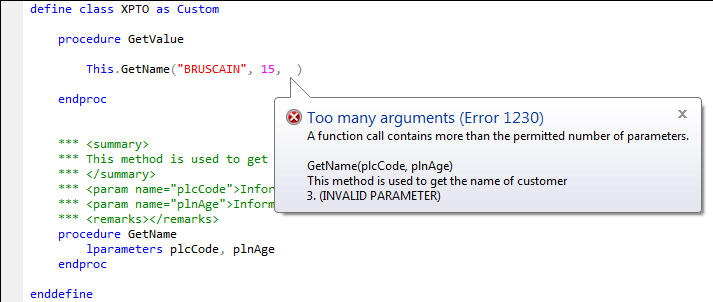 define class XPTO as Custom
procedure GetValue
This.GetName("BRUSCAIN", 15, )
endproc
Too many arguments (Error 1230)
A function call contains more than the permitted number of parameters.
GetName(plcCode, plnAge)
This method is used to get the name of customer
3. (INVALID PARAMETER)
*** <summary>
*** This method is used to get
*** </summary>
*** <param name="plcCode">Inform
*** <param name="plnAge">Inform
*** <remarks></remarks>
procedure GetName
lparameters plcCode, plnAge
endproc
enddefine